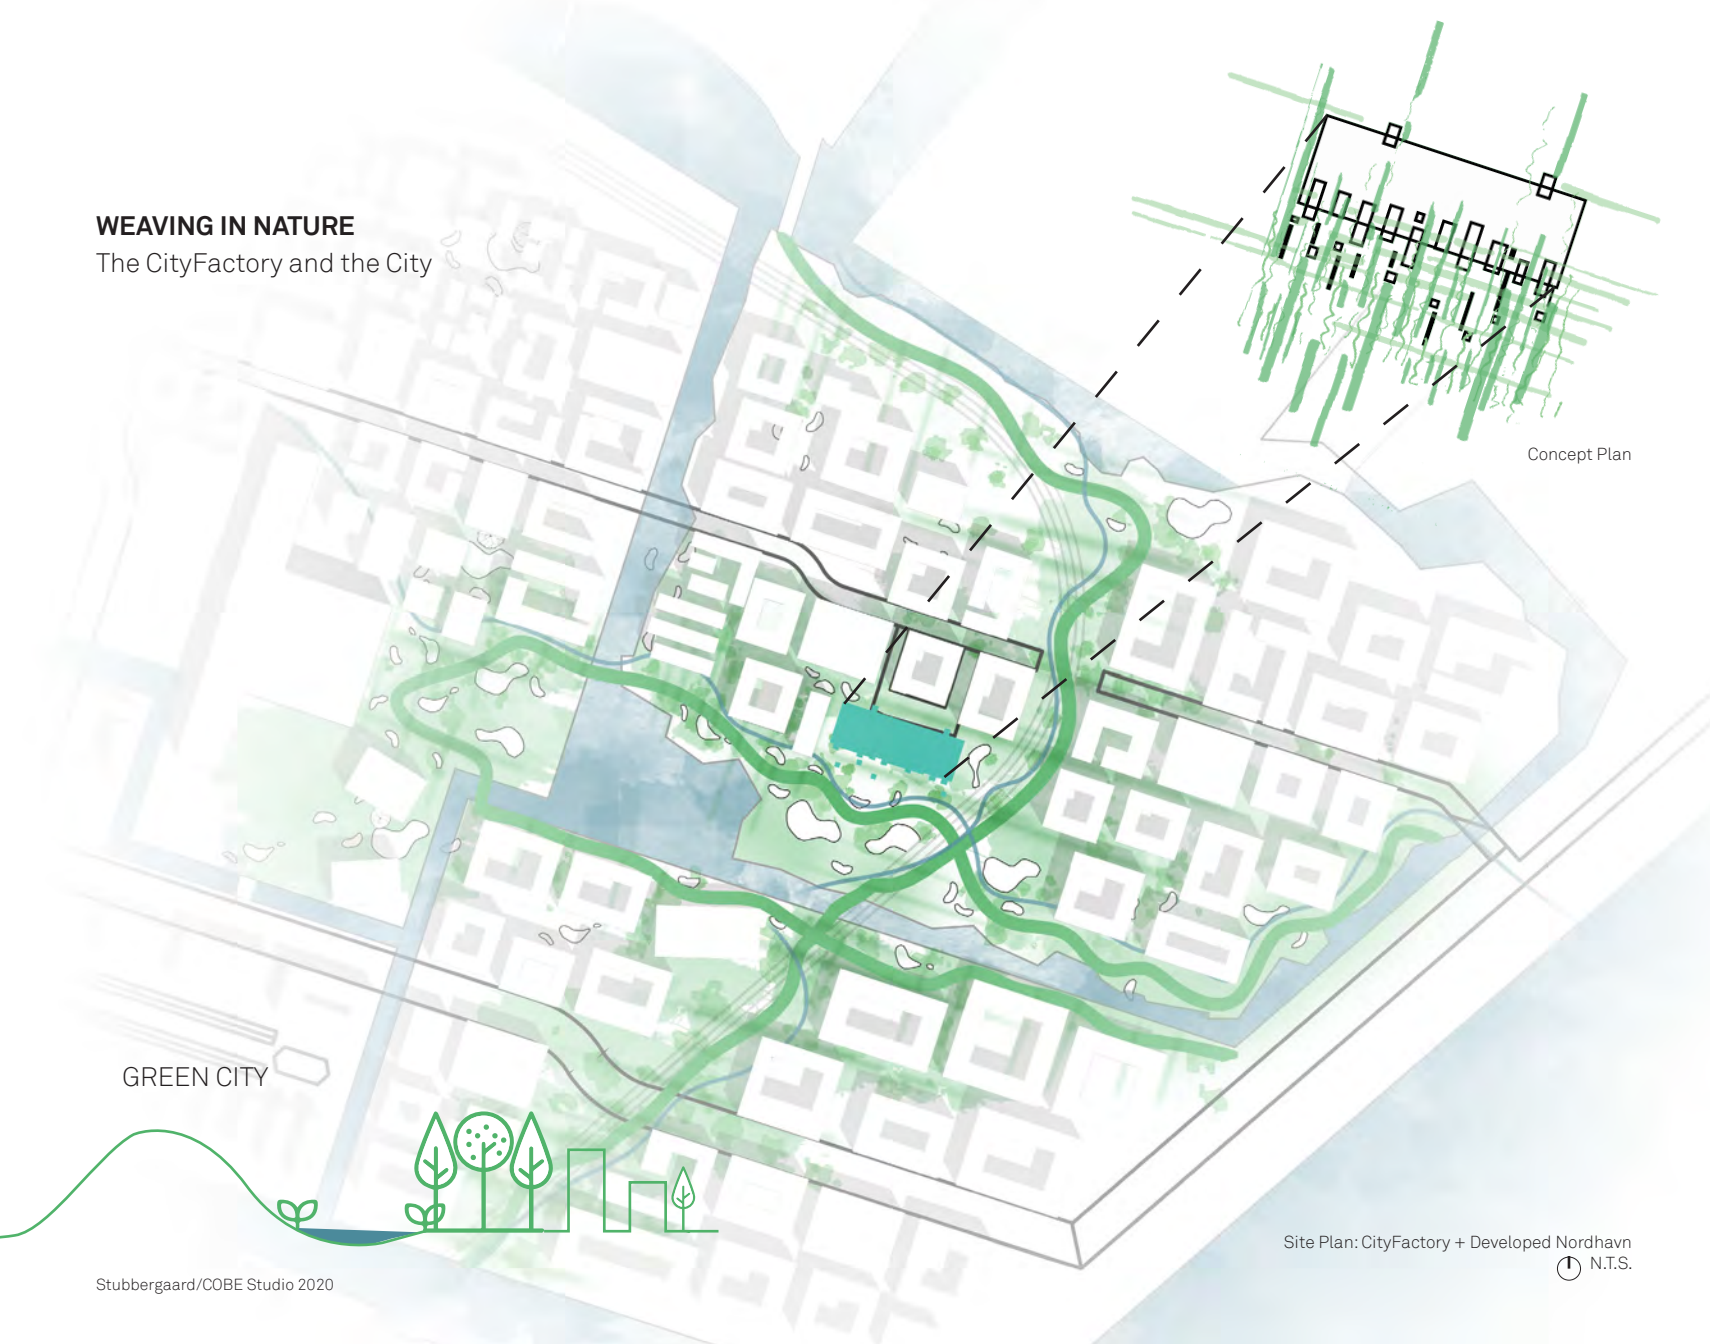 WEAVING IN NATURE
The CityFactory and the City
Concept Plan
GREEN CITY
Site Plan: CityFactory + Developed Nordhavn
N.T.S.
Stubbergaard/COBE Studio 2020